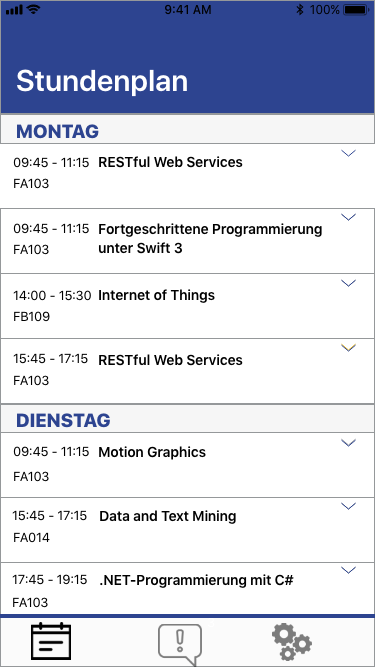 9:41 AM 100%
Stundenplan
MONTAG
09:45 - 11:15 RESTful Web Services
FA103
09:45 - 11:15 Fortgeschrittene Programmierung
FA103 unter Swift 3
14:00 - 15:30 Internet of Things
FB109
15:45 - 17:15 RESTful Web Services
FA103
DIENSTAG
09:45 - 11:15 Motion Graphics
FA103
15:45 - 17:15 Data and Text Mining
FA014
17:45 - 19:15 .NET-Programmierung mit C#
FA103